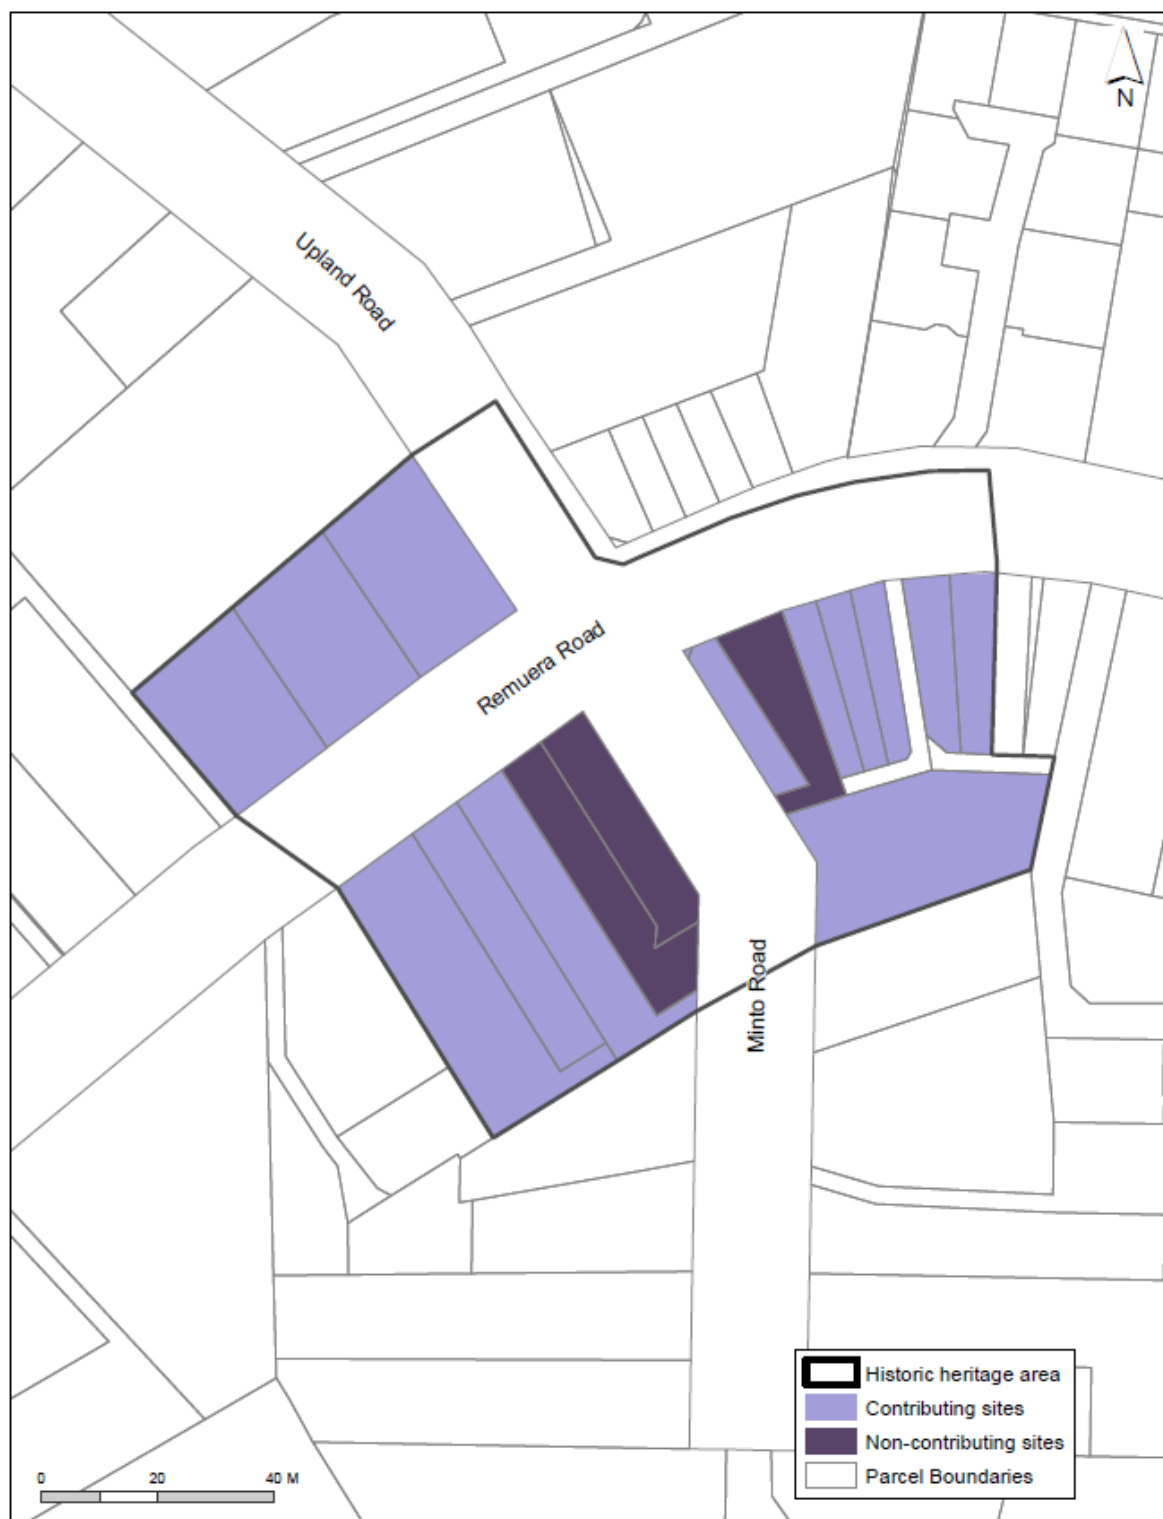 N
Upland Road
Remuera Road
Minto Road
Historic heritage area
Contributing sites
Non-contributing sites
Parcel Boundaries
0 20 40 M